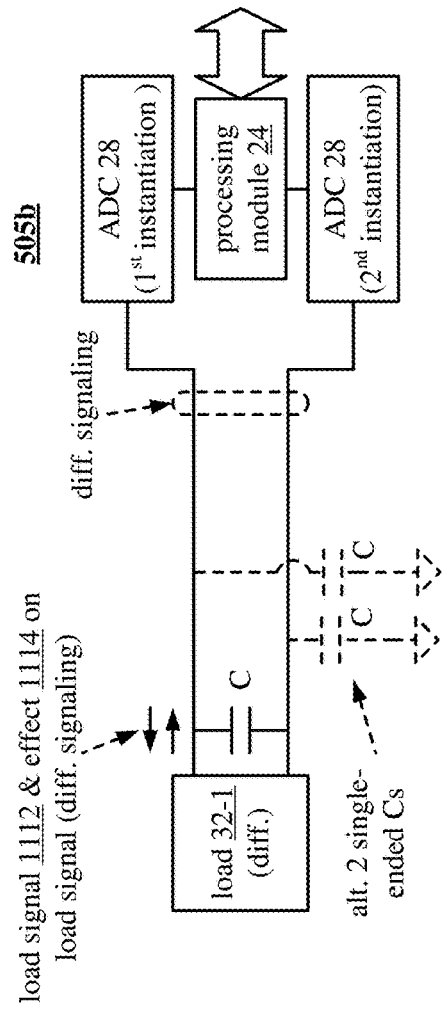 505b
load signal 1112 & effect 1114 on
load signal (diff. signaling)
diff. signaling
ADC 28
(1st instantiation )
processing
module 24
ADC 28
(2nd instantiation)
load 32-1
(diff.)
C
C
C
alt. 2 single-
ended Cs